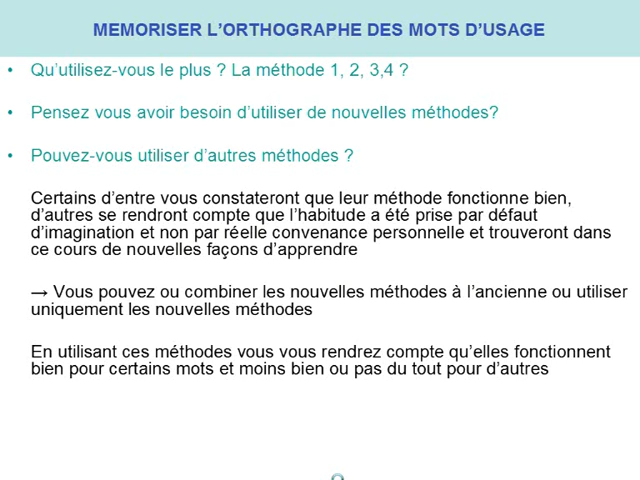 MEMORISER L’ORTHOGRAPHE DES MOTS D’USAGE
• Qu’utilisez-vous le plus ? La méthode 1, 2, 3,4 ?
• Pensez vous avoir besoin d’utiliser de nouvelles méthodes?
• Pouvez-vous utiliser d’autres méthodes ?
Certains d’entre vous constateront que leur méthode fonctionne bien,
d’autres se rendront compte que l’habitude a été prise par défaut
d’imagination et non par réelle convenance personnelle et trouveront dans
ce cours de nouvelles façons d’apprendre
→ Vous pouvez ou combiner les nouvelles méthodes à l’ancienne ou utiliser
uniquement les nouvelles méthodes
En utilisant ces méthodes vous vous rendrez compte qu’elles fonctionnent
bien pour certains mots et moins bien ou pas du tout pour d’autres